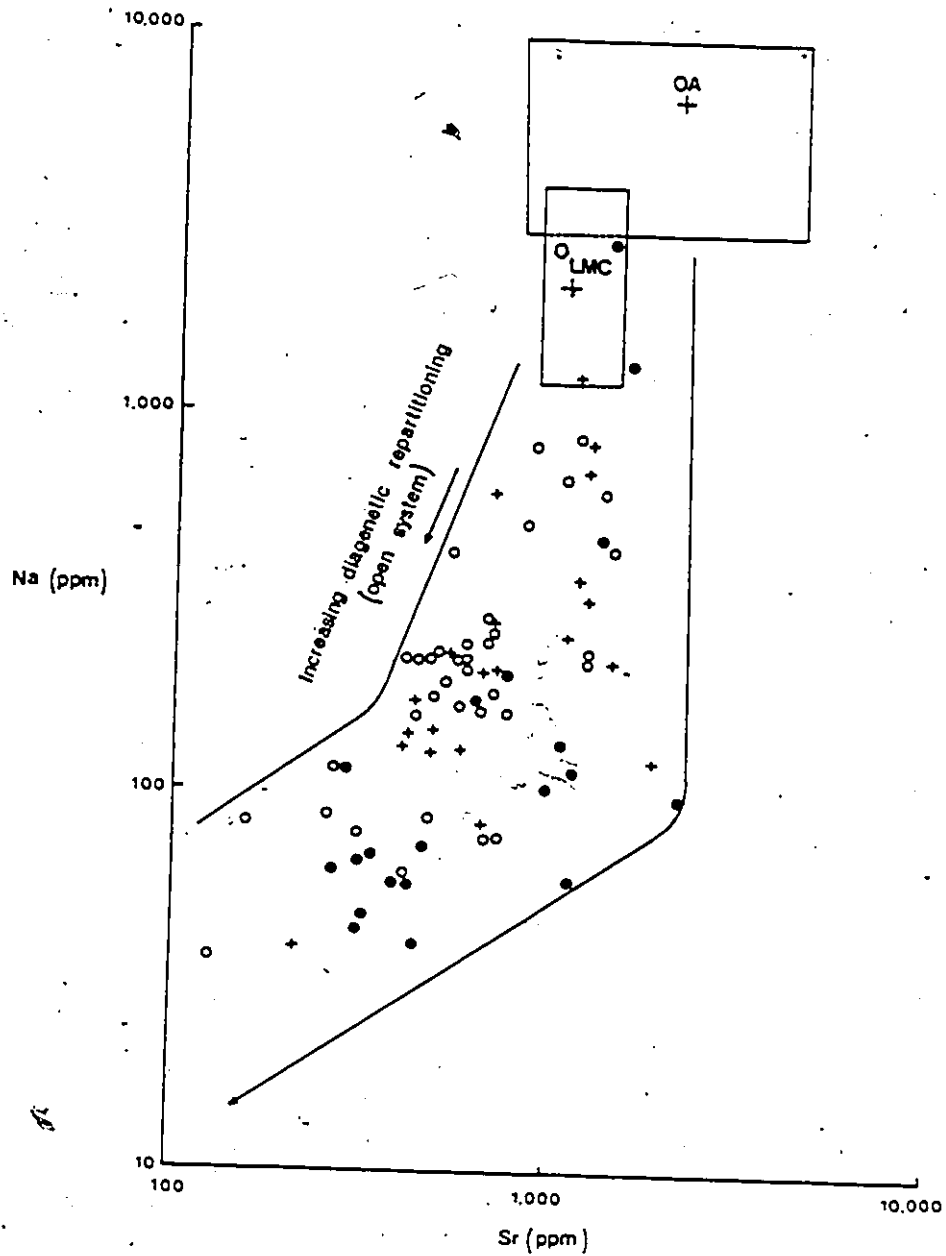 10,000
OA
LMC
1,000
Increasing diagenetic repartitioning
(open system)
Na (ppm)
100
10
100
1,000
10,000
Sr (ppm)